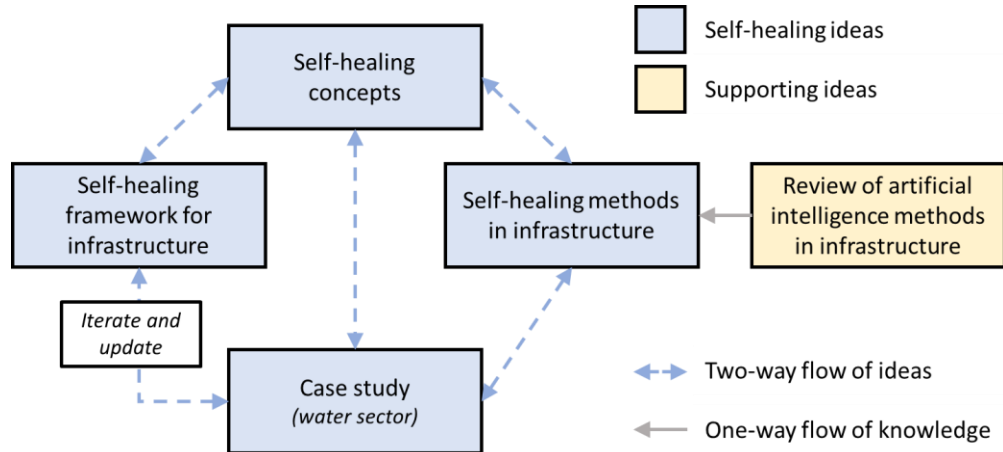 Self-healing
concepts
Self-healing ideas
Supporting ideas
Self-healing
framework for
infrastructure
Self-healing methods
in infrastructure
Review of artificial
intelligence methods
in infrastructure
Iterate and
update
Case study
(water sector)
Two-way flow of ideas
One-way flow of knowledge